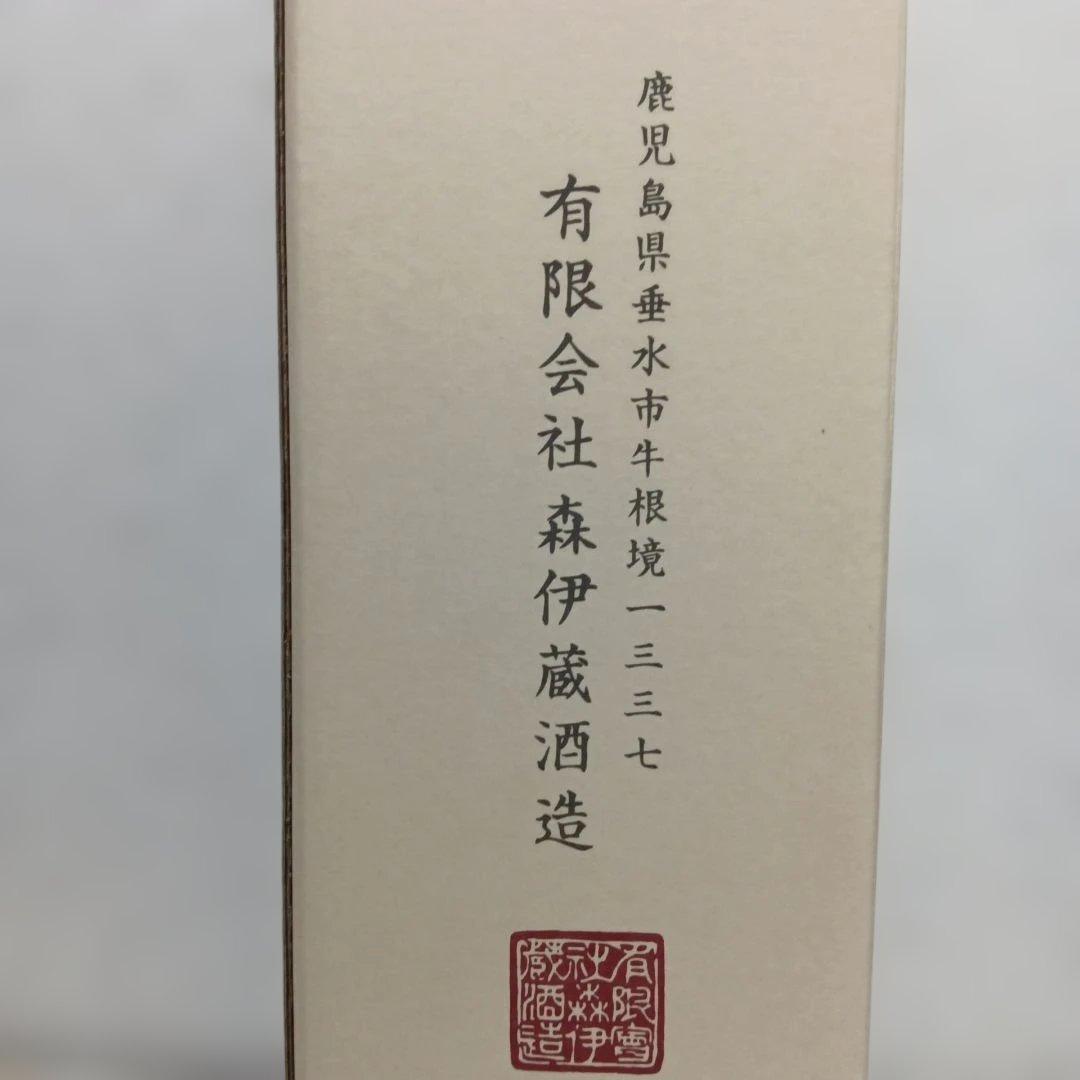 鹿児島県垂水市牛根境一三三七
有限会社森伊蔵酒造
有限會
社森伊
蔵酒造